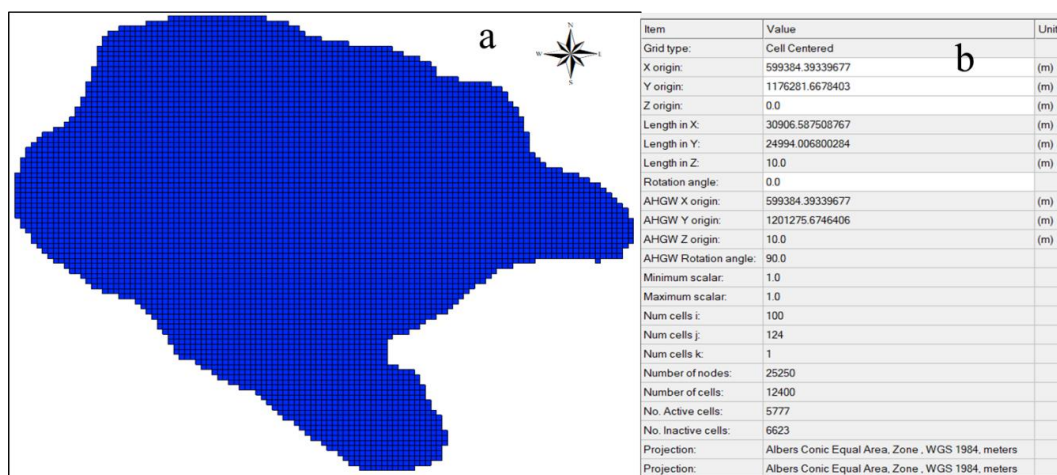 a
N
W
E
S
b
Item Value Unit
Grid type: Cell Centered
X origin: 599384.39339677 (m)
Y origin: 1176281.6678403 (m)
Z origin: 0.0 (m)
Length in X: 30906.587508767 (m)
Length in Y: 24994.006800284 (m)
Length in Z: 10.0 (m)
Rotation angle: 0.0
AHGW X origin: 599384.39339677 (m)
AHGW Y origin: 1201275.6746406 (m)
AHGW Z origin: 10.0 (m)
AHGW Rotation angle: 90.0
Minimum scalar: 1.0
Maximum scalar: 1.0
Num cells i: 100
Num cells j: 124
Num cells k: 1
Number of nodes: 25250
Number of cells: 12400
No. Active cells: 5777
No. Inactive cells: 6623
Projection: Albers Conic Equal Area, Zone , WGS 1984, meters
Projection: Albers Conic Equal Area, Zone , WGS 1984, meters